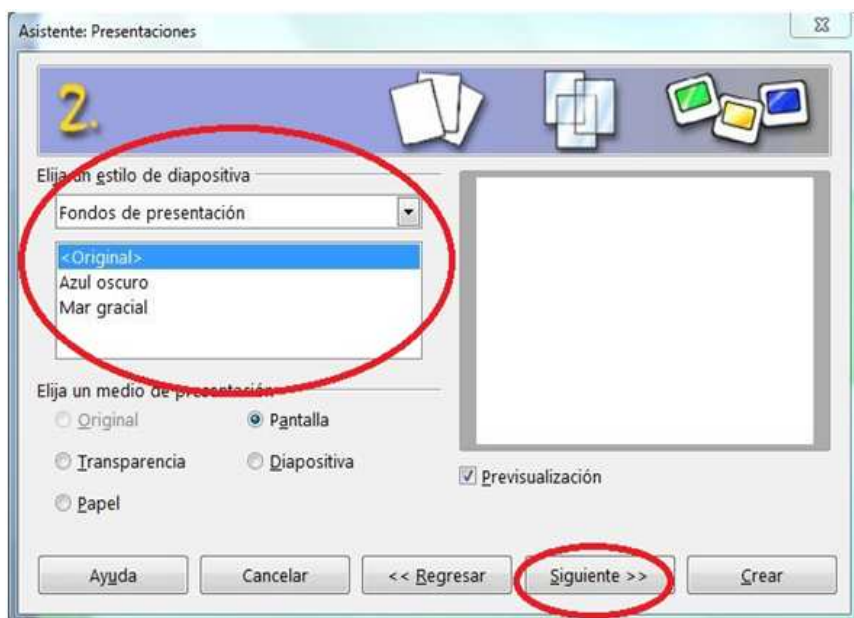 Asistente: Presentaciones
2.
Elija un estilo de diapositiva
Fondos de presentación
<Original>
Azul oscuro
Mar gracial
Elija un medio de presentación
Original Pantalla
Transparencia Diapositiva
Papel
Previsualización
Ayuda Cancelar << Regresar Siguiente >> Crear